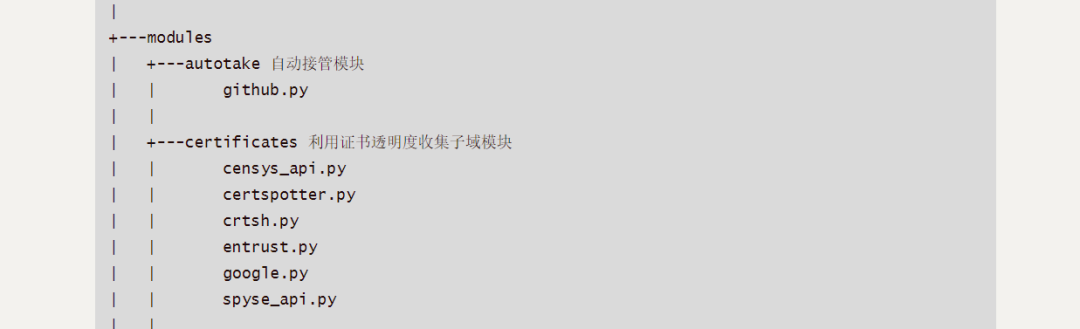 |
+---modules
|   +---autotake 自动接管模块
|   |       github.py
|   |
|   +---certificates 利用证书透明度收集子域模块
|   |       censys_api.py
|   |       certspotter.py
|   |       crtsh.py
|   |       entrust.py
|   |       google.py
|   |       spyse_api.py
|   |